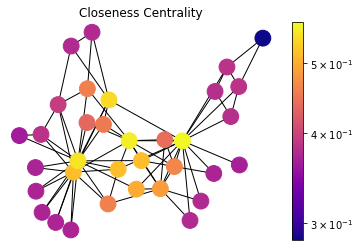 Closeness Centrality
5 × 10⁻¹
4 × 10⁻¹
3 × 10⁻¹